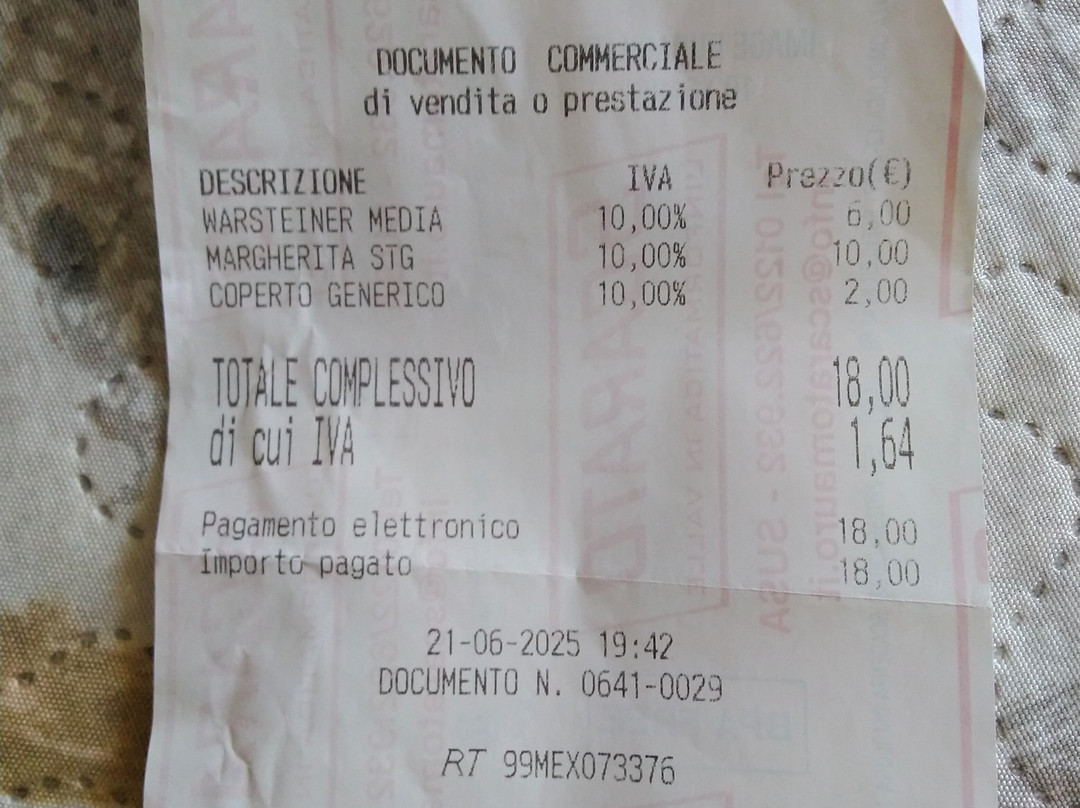 DOCUMENTO COMMERCIALE
di vendita o prestazione
DESCRIZIONE IVA Prezzo(€)
WARSTEINER MEDIA 10,00% 6,00
MARGHERITA STG 10,00% 10,00
COPERTO GENERICO 10,00% 2,00
TOTALE COMPLESSIVO 18,00
di cui IVA 1,64
Pagamento elettronico 18,00
Importo pagato 18,00
21-06-2025 19:42
DOCUMENTO N. 0641-0029
RT 99MEX073376